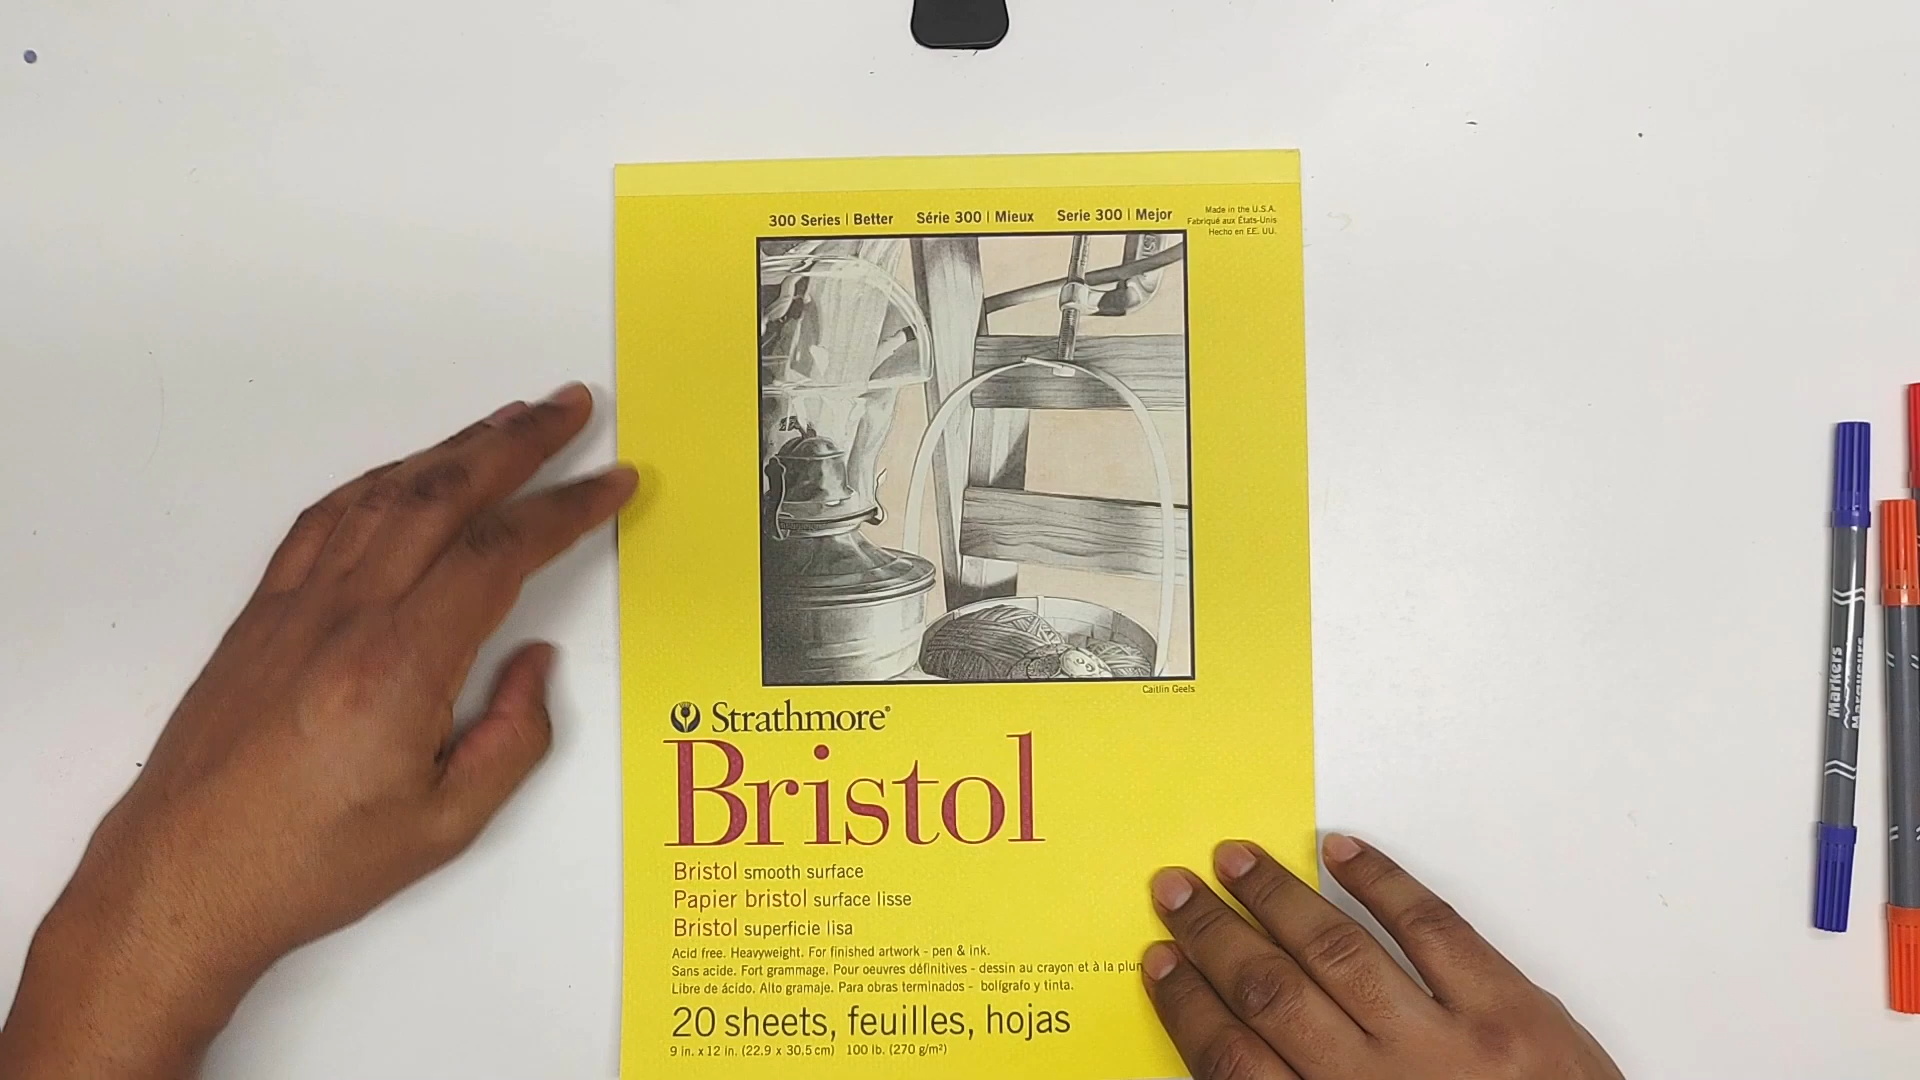 300 Series | Better Série 300 | Mieux Serie 300 | Mejor
Made in the U.S.A.
Fabriqué aux États-Unis
Hecho en EE. UU.
Caitlin Geels
Strathmore®
Bristol
Bristol smooth surface
Papier bristol surface lisse
Bristol superficie lisa
Acid free. Heavyweight. For finished artwork - pen & ink.
Sans acide. Fort grammage. Pour oeuvres définitives - dessin au crayon et à la plum
Libre de ácido. Alto gramaje. Para obras terminados - bolígrafo y tinta.
20 sheets, feuilles, hojas
9 in. x 12 in. (22.9 x 30.5 cm) 100 lb. (270 g/m²)
Markers
Marqueurs